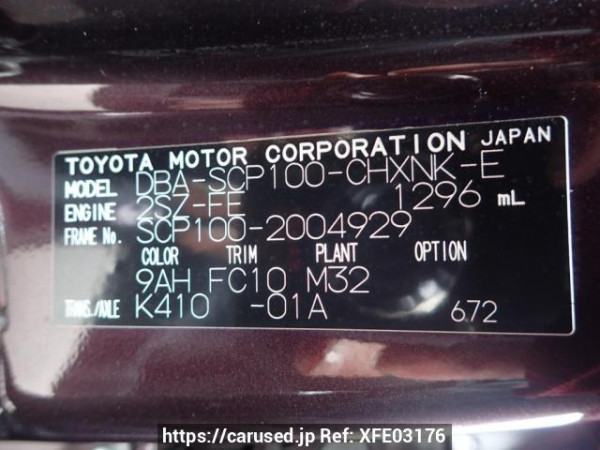 TOYOTA MOTOR CORPORATION JAPAN
MODEL DBA-SCP100-CHXNK-E
ENGINE 2SZ-FE 1296 mL
FRAME No. SCP100-2004929
COLOR TRIM PLANT OPTION
9AH FC10 M32
TRANS./AXLE K410 -01A 672
https://carused.jp Ref: XFE03176